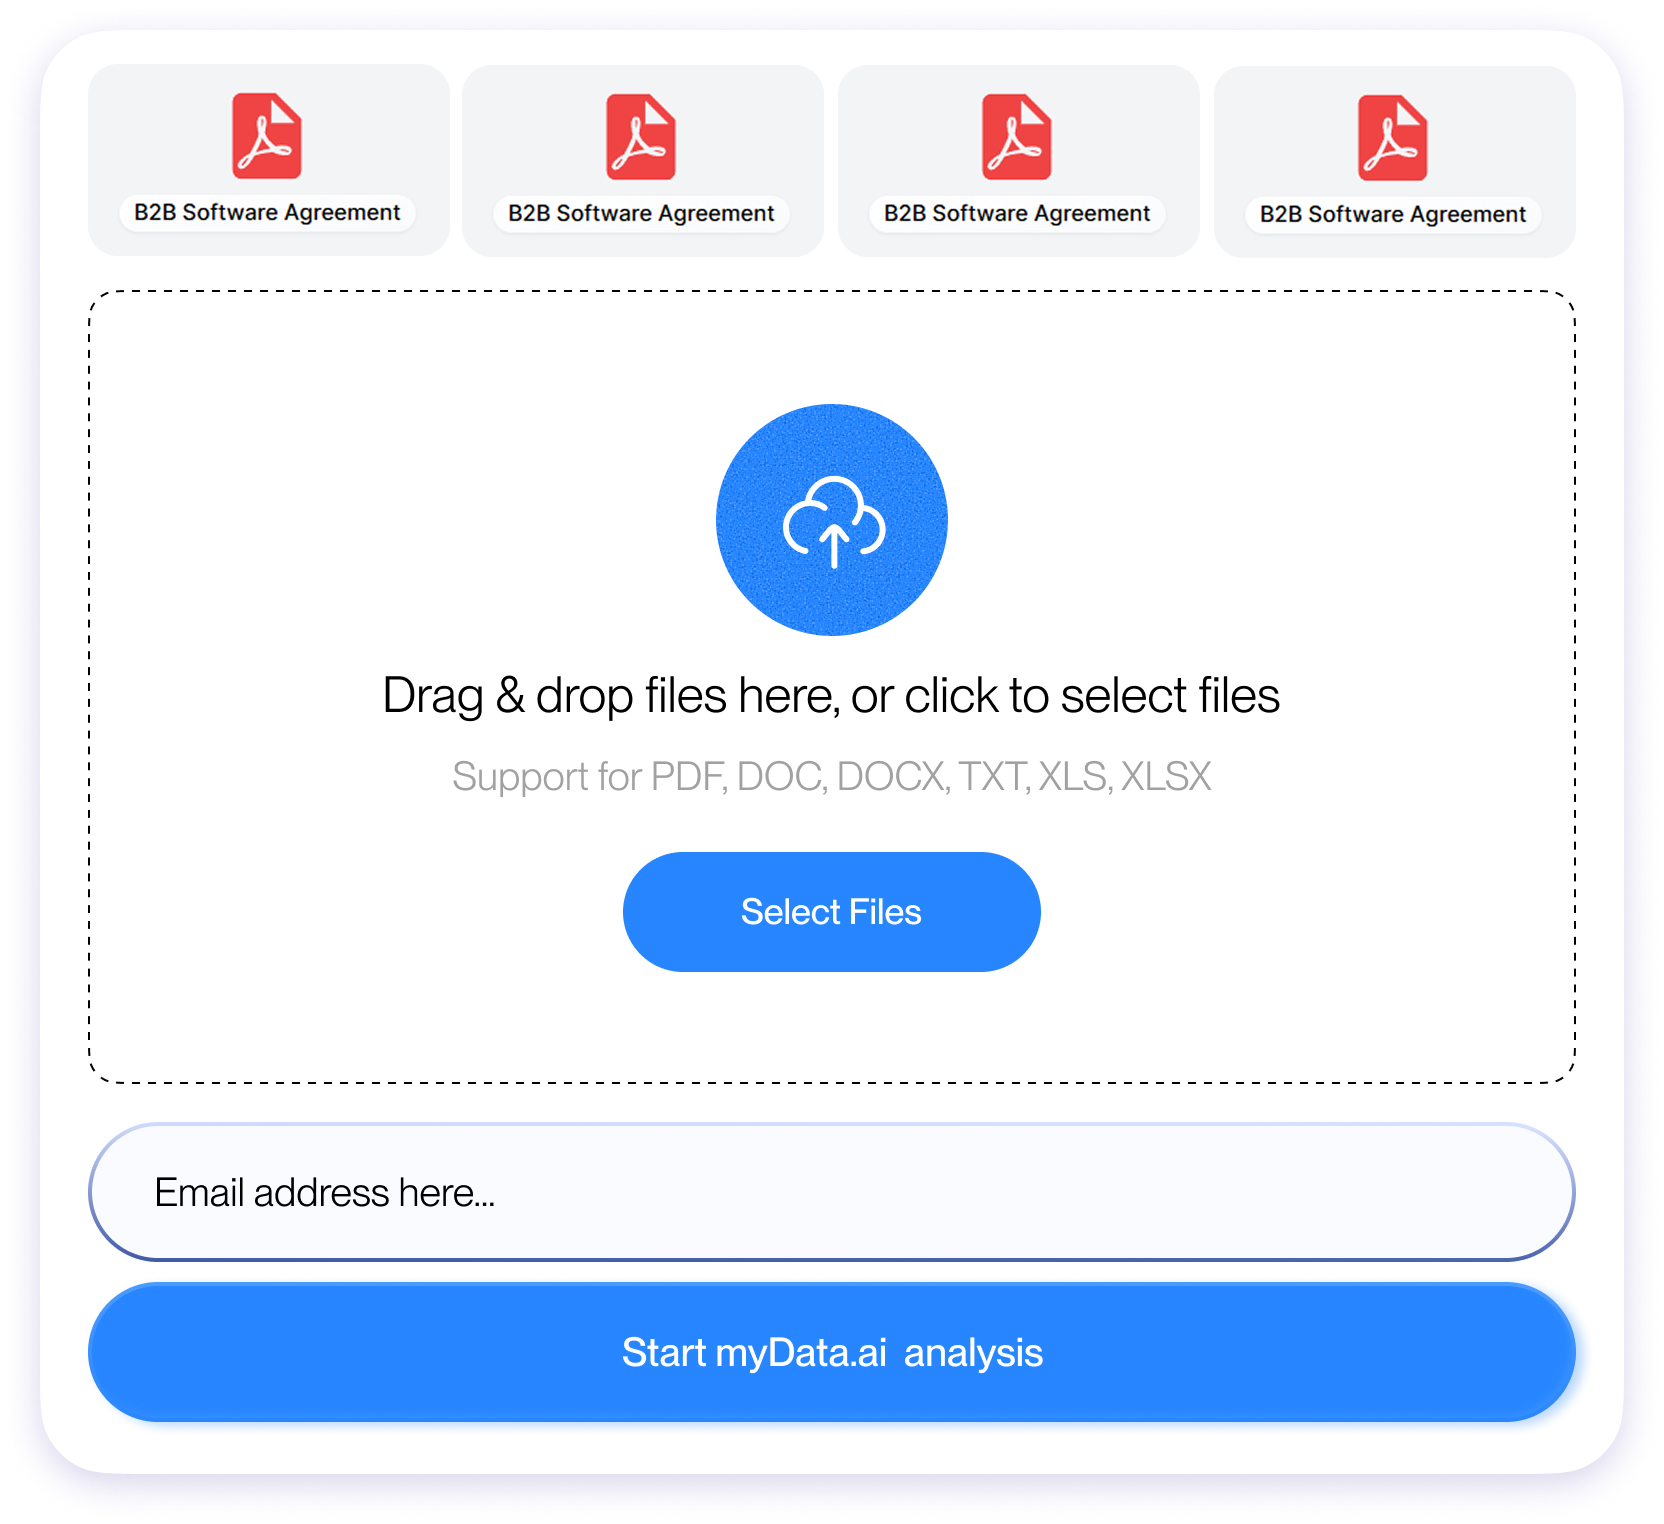 B2B Software Agreement
B2B Software Agreement
B2B Software Agreement
B2B Software Agreement
Drag & drop files here, or click to select files
Support for PDF, DOC, DOCX, TXT, XLS, XLSX
Select Files
Email address here...
Start myData.ai  analysis